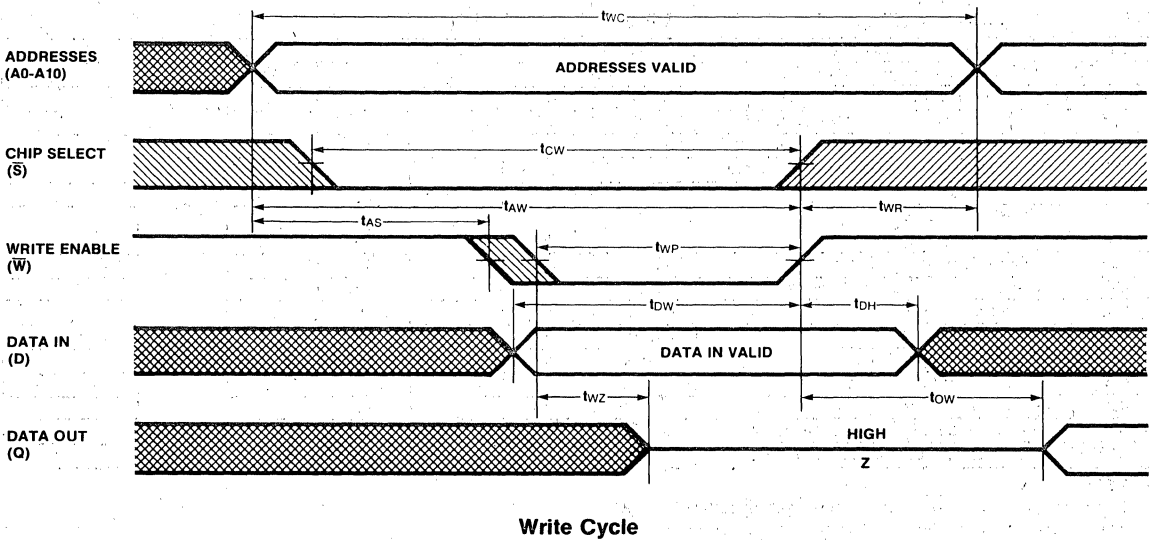 tWC
ADDRESSES
(A0-A10)
ADDRESSES VALID
CHIP SELECT
(S̅)
tCW
tAW
tWR
tAS
WRITE ENABLE
(W̅)
tWP
tDW
tDH
DATA IN
(D)
DATA IN VALID
tWZ
tOW
DATA OUT
(Q)
HIGH
Z
Write Cycle